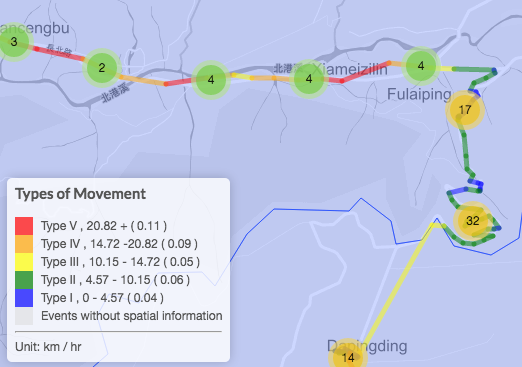 ancengbu
3
長北路
2
北港溪
4
北港溪
4
Xiameizilin
4
Fulaiping
17
32
Types of Movement
Type V , 20.82 + ( 0.11 )
Type IV , 14.72 -20.82 ( 0.09 )
Type III , 10.15 - 14.72 ( 0.05 )
Type II , 4.57 - 10.15 ( 0.06 )
Type I , 0 - 4.57 ( 0.04 )
Events without spatial information
Unit: km / hr
14